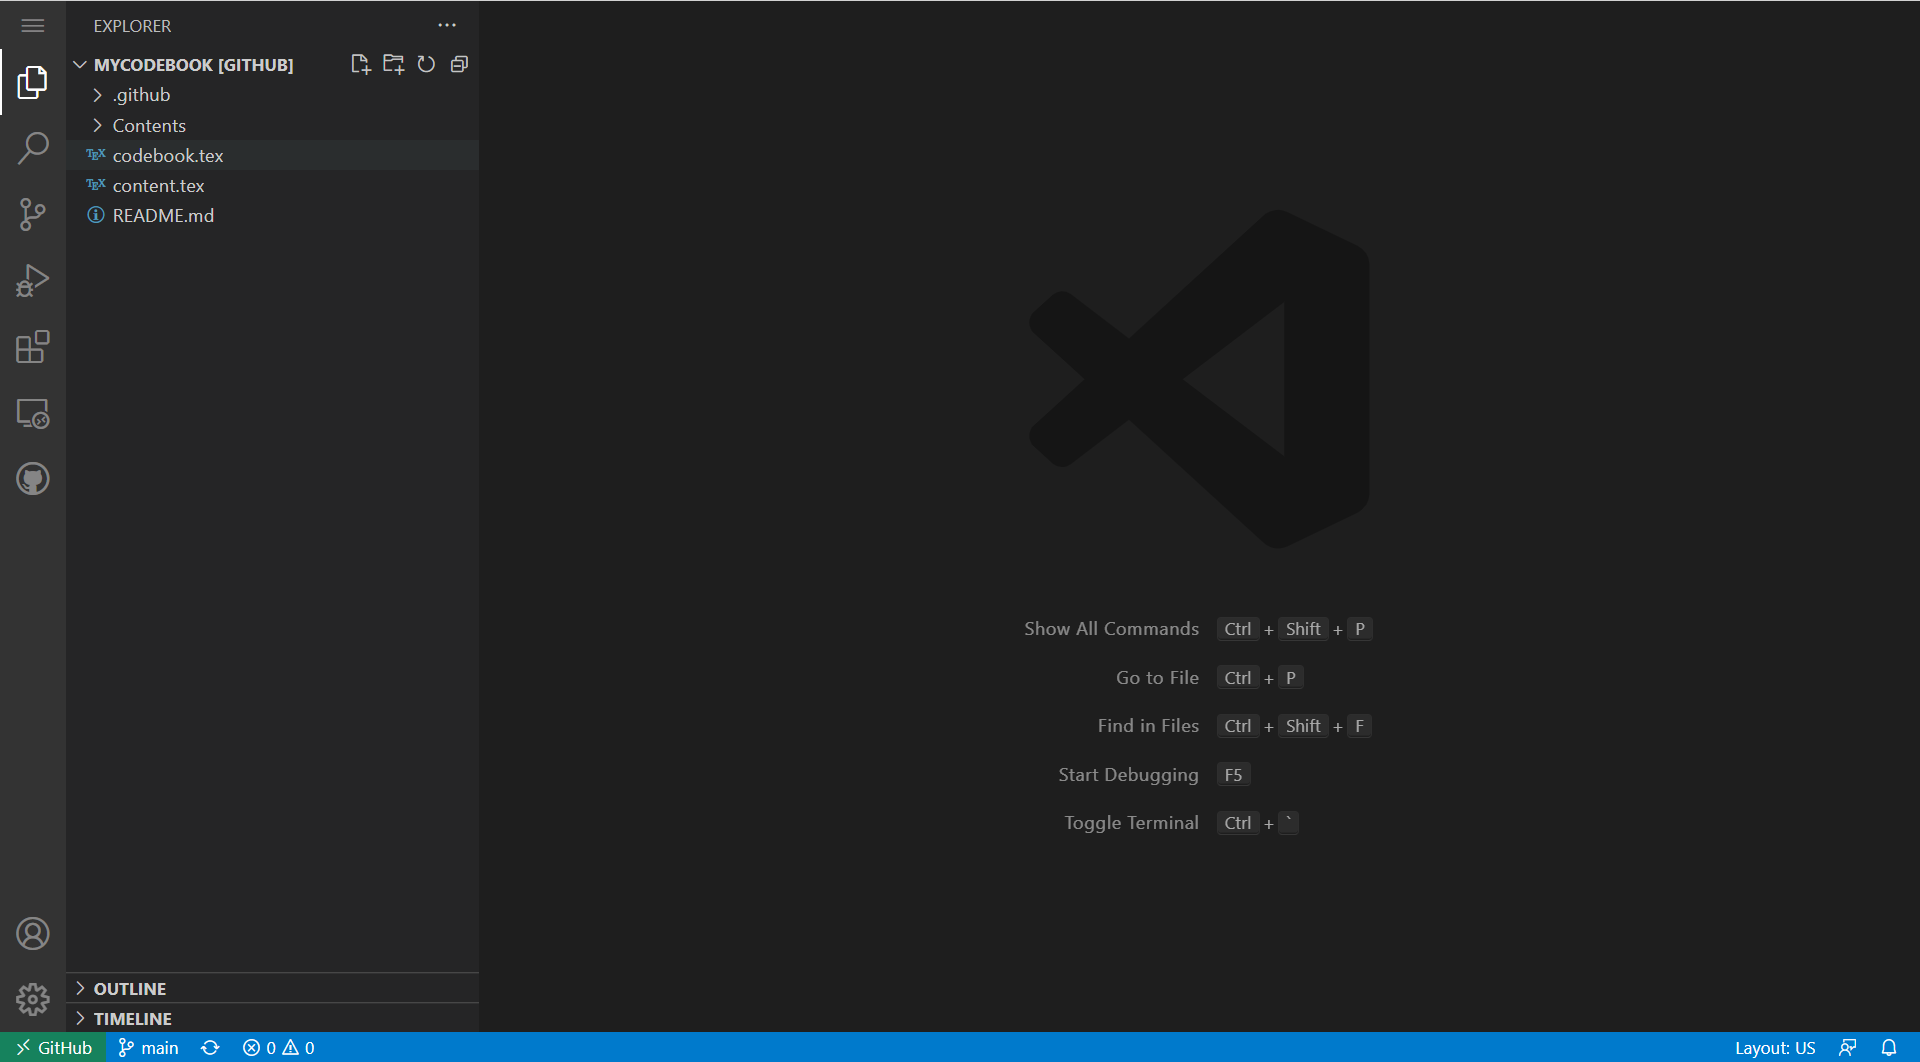 EXPLORER
MYCODEBOOK [GITHUB]
.github
Contents
TEX codebook.tex
TEX content.tex
README.md
Show All Commands Ctrl + Shift + P
Go to File Ctrl + P
Find in Files Ctrl + Shift + F
Start Debugging F5
Toggle Terminal Ctrl + `
OUTLINE
TIMELINE
GitHub main 0 0 Layout: US